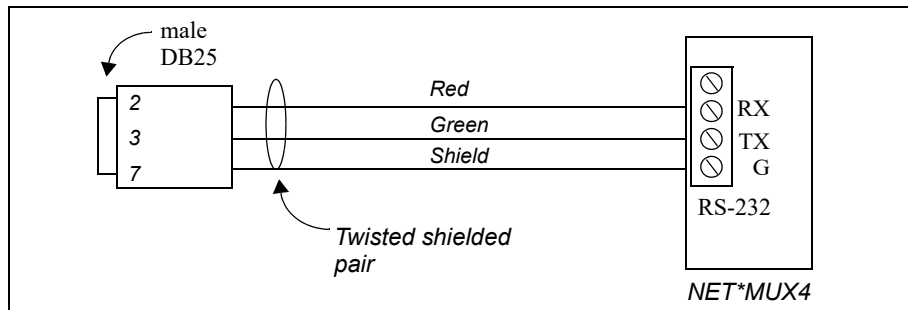 male
DB25
2
3
7
Red
Green
Shield
Twisted shielded
pair
RX
TX
G
RS-232
NET*MUX4